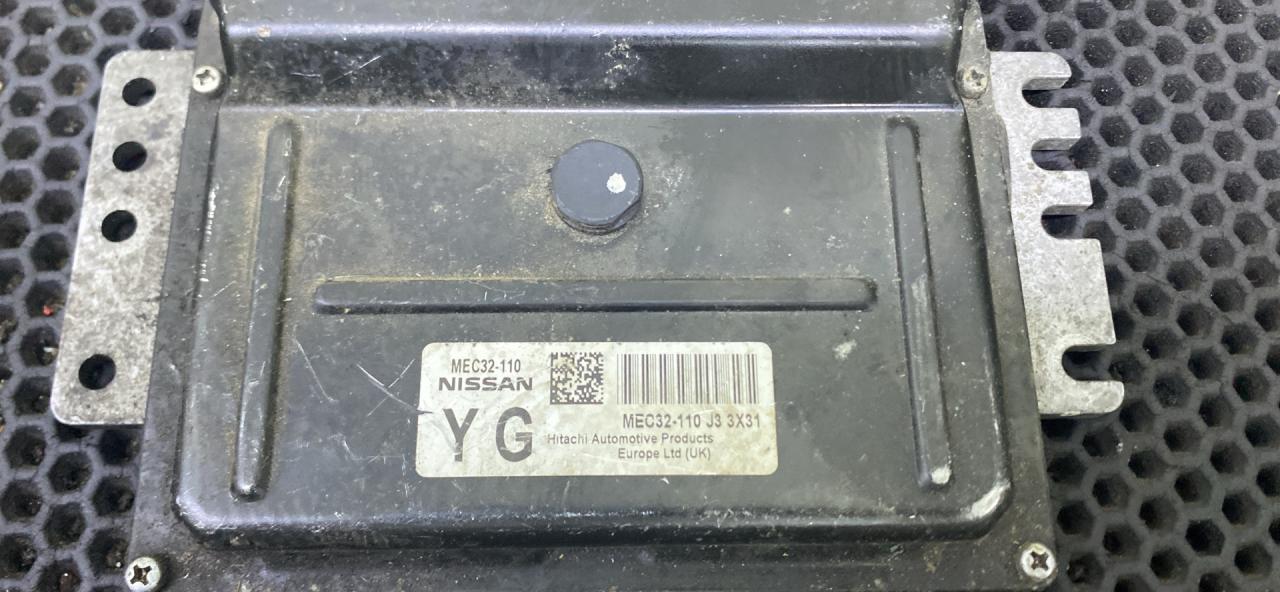 MEC32-110
NISSAN
YG
MEC32-110 J3 3X31
Hitachi Automotive Products
Europe Ltd (UK)